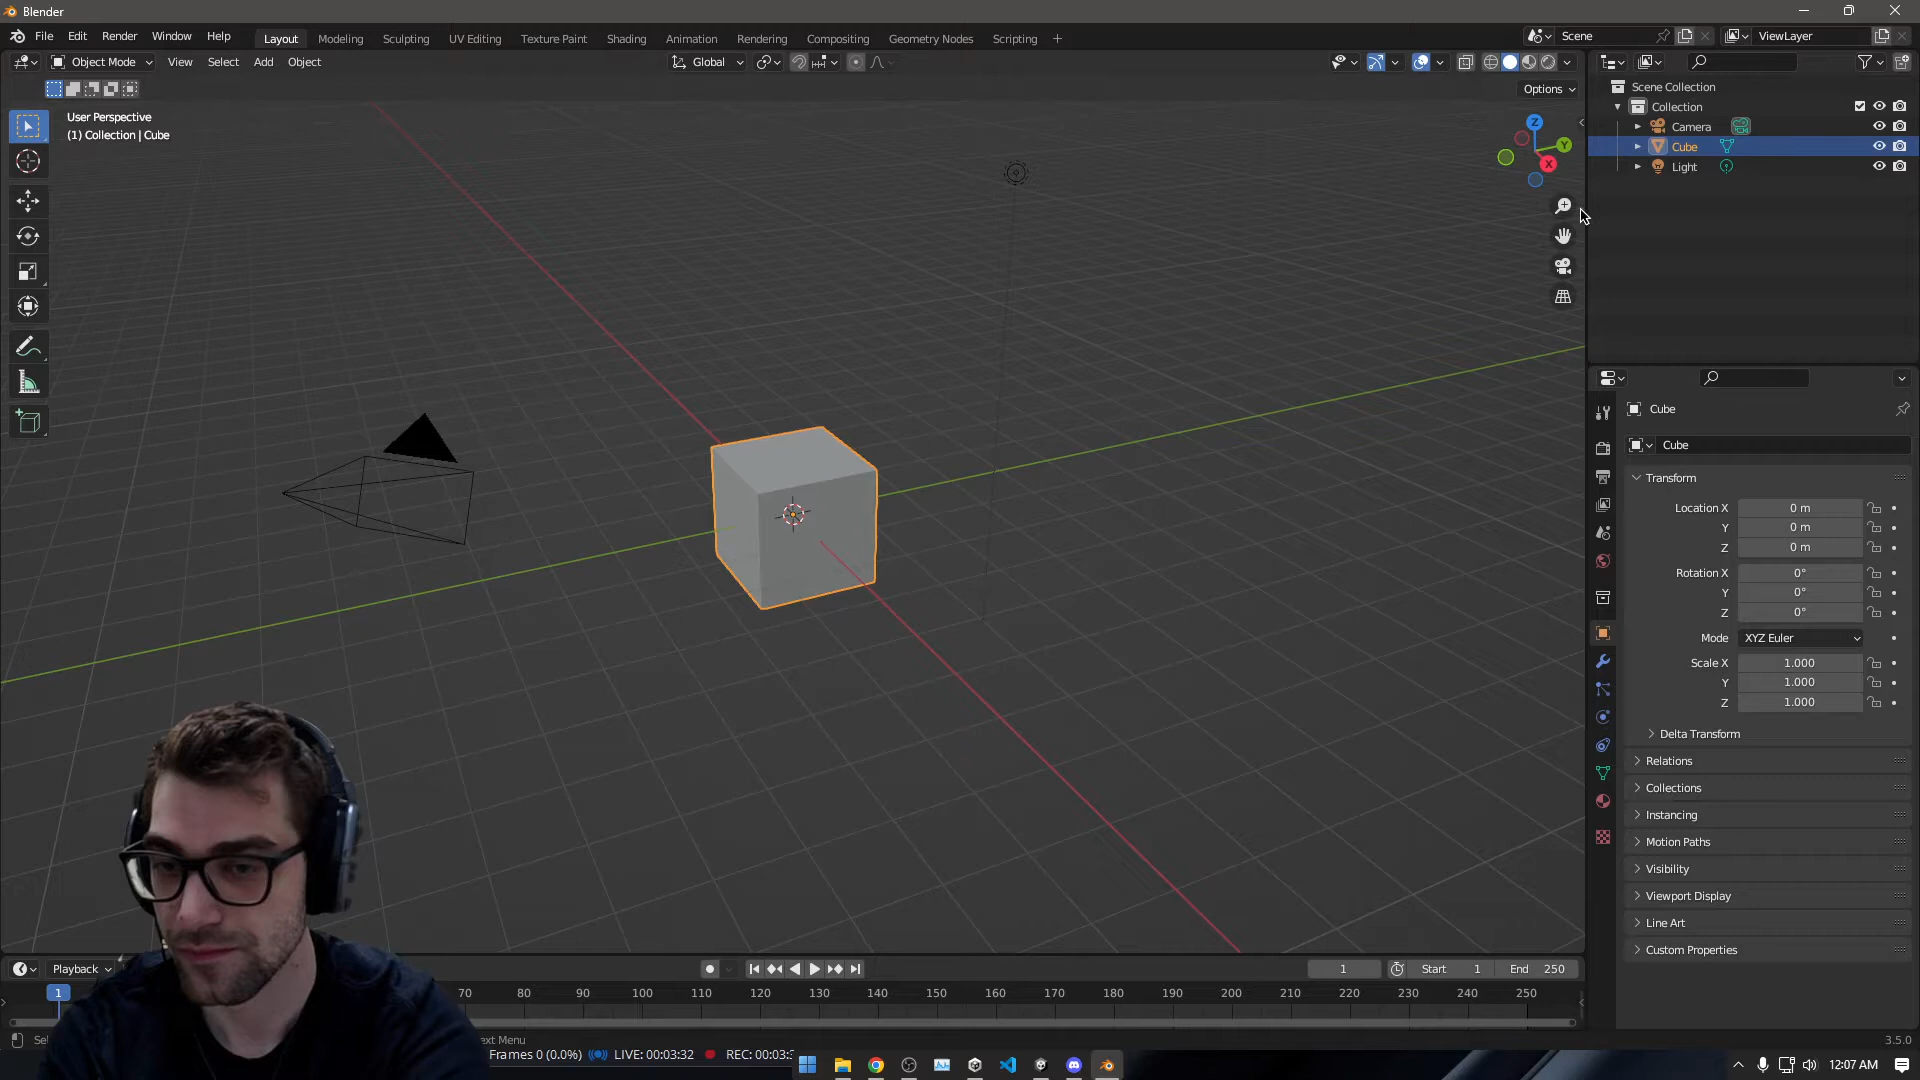 Blender
File Edit Render Window Help
Layout Modeling Sculpting UV Editing Texture Paint Shading Animation Rendering Compositing Geometry Nodes Scripting +
Scene
ViewLayer
Object Mode View Select Add Object
Global
Options
User Perspective
(1) Collection | Cube
Z
Y
X
Scene Collection
Collection
Camera
Cube
Light
Cube
Cube
Transform
Location X 0 m
Y 0 m
Z 0 m
Rotation X 0°
Y 0°
Z 0°
Mode XYZ Euler
Scale X 1.000
Y 1.000
Z 1.000
Delta Transform
Relations
Collections
Instancing
Motion Paths
Visibility
Viewport Display
Line Art
Custom Properties
Playback
1
Start 1
End 250
1 70 80 90 100 110 120 130 140 150 160 170 180 190 200 210 220 230 240 250
3.5.0
Frames 0 (0.0%) LIVE: 00:03:32 REC: 00:03:
12:07 AM